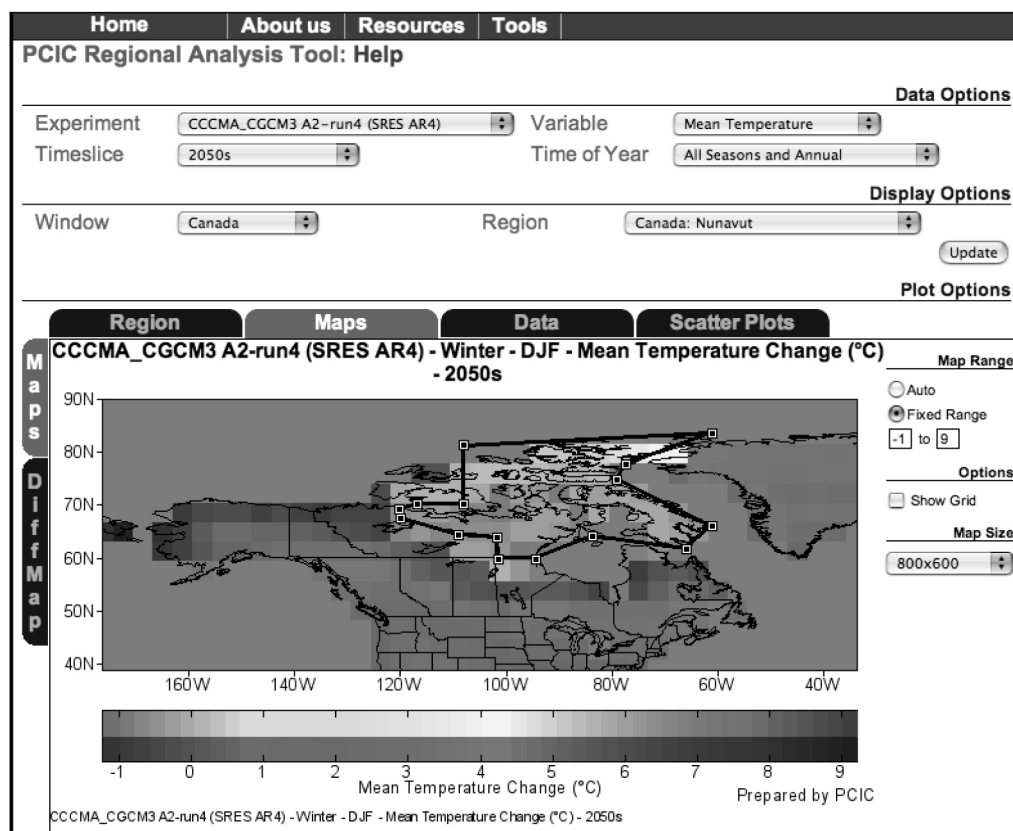 Home About us Resources Tools
PCIC Regional Analysis Tool: Help
Data Options
Experiment CCCMA_CGCM3 A2-run4 (SRES AR4) Variable Mean Temperature
Timeslice 2050s Time of Year All Seasons and Annual
Display Options
Window Canada Region Canada: Nunavut
Update
Plot Options
Region Maps Data Scatter Plots
Maps
DiffMap
CCCMA_CGCM3 A2-run4 (SRES AR4) - Winter - DJF - Mean Temperature Change (°C)
- 2050s
90N
80N
70N
60N
50N
40N
160W 140W 120W 100W 80W 60W 40W
-1 0 1 2 3 4 5 6 7 8 9
Mean Temperature Change (°C)
Prepared by PCIC
CCCMA_CGCM3 A2-run4 (SRES AR4) - Winter - DJF - Mean Temperature Change (°C) - 2050s
Map Range
Auto
Fixed Range
-1 to 9
Options
Show Grid
Map Size
800x600